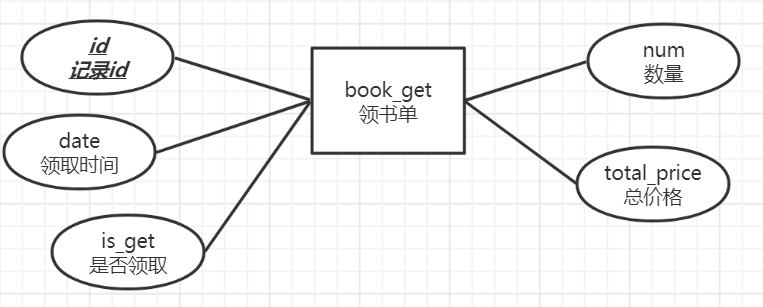 id
记录id
date
领取时间
is_get
是否领取
book_get
领书单
num
数量
total_price
总价格